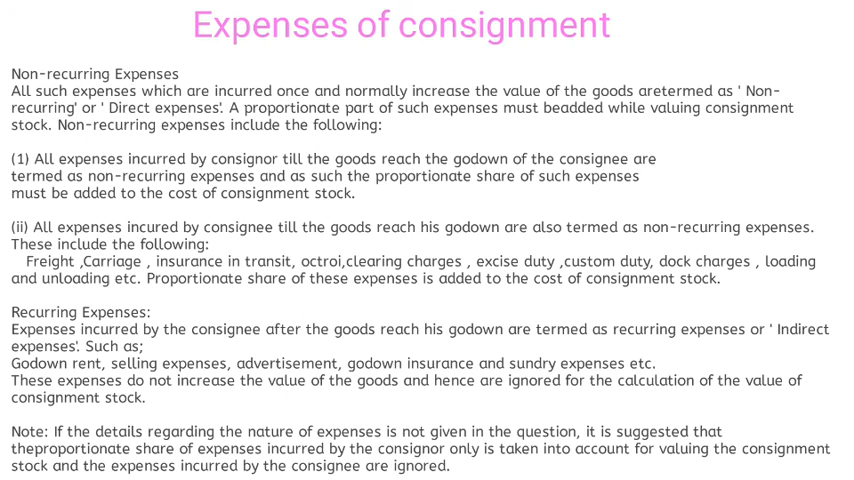 Expenses of consignment
Non-recurring Expenses
All such expenses which are incurred once and normally increase the value of the goods aretermed as ' Non-
recurring' or ' Direct expenses'. A proportionate part of such expenses must beadded while valuing consignment
stock. Non-recurring expenses include the following:
(1) All expenses incurred by consignor till the goods reach the godown of the consignee are
termed as non-recurring expenses and as such the proportionate share of such expenses
must be added to the cost of consignment stock.
(ii) All expenses incured by consignee till the goods reach his godown are also termed as non-recurring expenses.
These include the following:
Freight ,Carriage , insurance in transit, octroi,clearing charges , excise duty ,custom duty, dock charges , loading
and unloading etc. Proportionate share of these expenses is added to the cost of consignment stock.
Recurring Expenses:
Expenses incurred by the consignee after the goods reach his godown are termed as recurring expenses or ' Indirect
expenses'. Such as;
Godown rent, selling expenses, advertisement, godown insurance and sundry expenses etc.
These expenses do not increase the value of the goods and hence are ignored for the calculation of the value of
consignment stock.
Note: If the details regarding the nature of expenses is not given in the question, it is suggested that
theproportionate share of expenses incurred by the consignor only is taken into account for valuing the consignment
stock and the expenses incurred by the consignee are ignored.